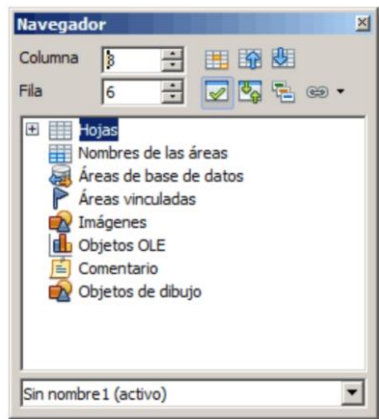 Navegador
Columna
Fila 6
Hojas
Nombres de las áreas
Áreas de base de datos
Áreas vinculadas
Imágenes
Objetos OLE
Comentario
Objetos de dibujo
Sin nombre1 (activo)